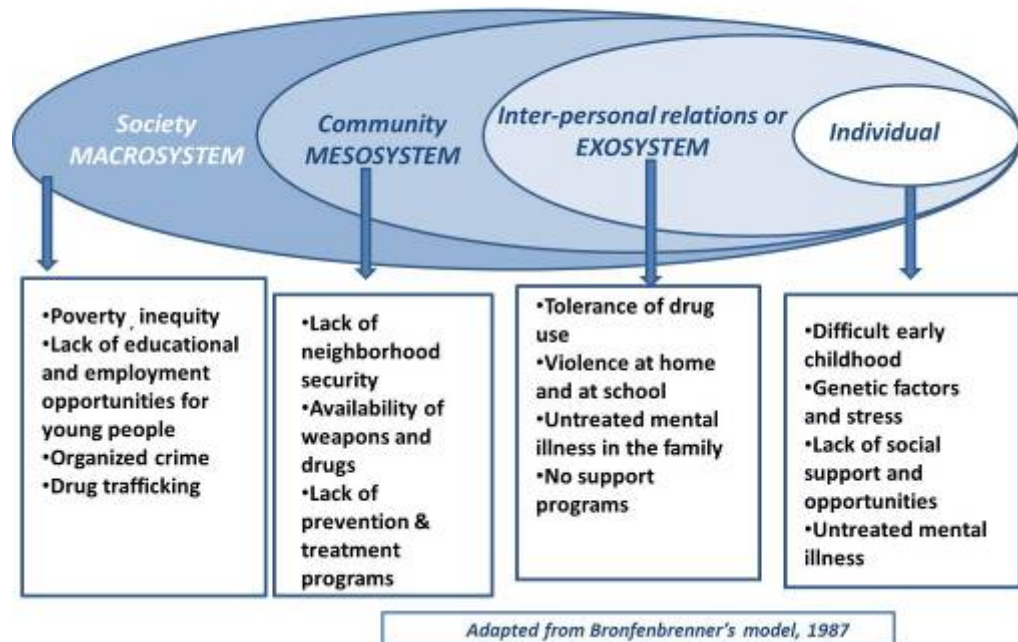 Society
MACROSYSTEM
Community
MESOSYSTEM
Inter-personal relations or
EXOSYSTEM
Individual
•Poverty , inequity
•Lack of educational
and employment
opportunities for
young people
•Organized crime
•Drug trafficking
•Lack of
neighborhood
security
•Availability of
weapons and
drugs
•Lack of
prevention &
treatment
programs
•Tolerance of drug
use
•Violence at home
and at school
•Untreated mental
illness in the family
•No support
programs
•Difficult early
childhood
•Genetic factors
and stress
•Lack of social
support and
opportunities
•Untreated mental
illness
Adapted from Bronfenbrenner's model, 1987